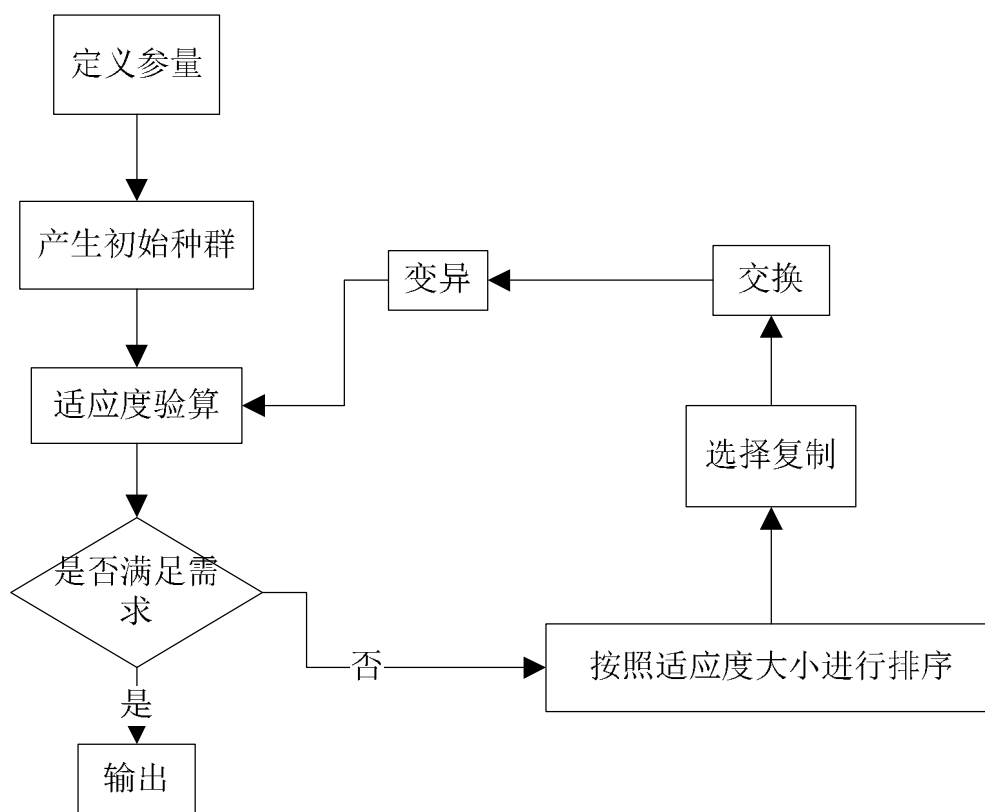 定义参量
产生初始种群
变异
交换
适应度验算
选择复制
是否满足需
求
否
按照适应度大小进行排序
是
输出